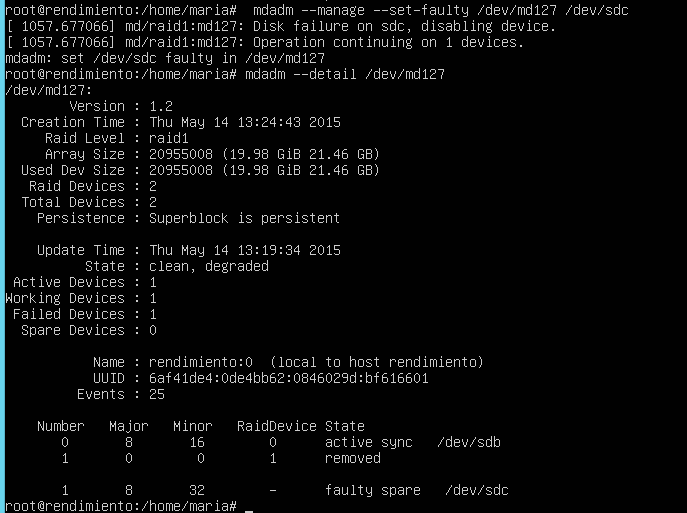 root@rendimiento:/home/maria#  mdadm --manage --set-faulty /dev/md127 /dev/sdc
[ 1057.677066] md/raid1:md127: Disk failure on sdc, disabling device.
[ 1057.677066] md/raid1:md127: Operation continuing on 1 devices.
mdadm: set /dev/sdc faulty in /dev/md127
root@rendimiento:/home/maria# mdadm --detail /dev/md127
/dev/md127:
        Version : 1.2
  Creation Time : Thu May 14 13:24:43 2015
     Raid Level : raid1
     Array Size : 20955008 (19.98 GiB 21.46 GB)
  Used Dev Size : 20955008 (19.98 GiB 21.46 GB)
   Raid Devices : 2
  Total Devices : 2
    Persistence : Superblock is persistent

    Update Time : Thu May 14 13:19:34 2015
          State : clean, degraded
 Active Devices : 1
Working Devices : 1
 Failed Devices : 1
  Spare Devices : 0

           Name : rendimiento:0  (local to host rendimiento)
           UUID : 6af41de4:0de4bb62:0846029d:bf616601
         Events : 25

    Number   Major   Minor   RaidDevice State
       0       8       16        0      active sync   /dev/sdb
       1       0        0        1      removed

       1       8       32        -      faulty spare   /dev/sdc
root@rendimiento:/home/maria# _